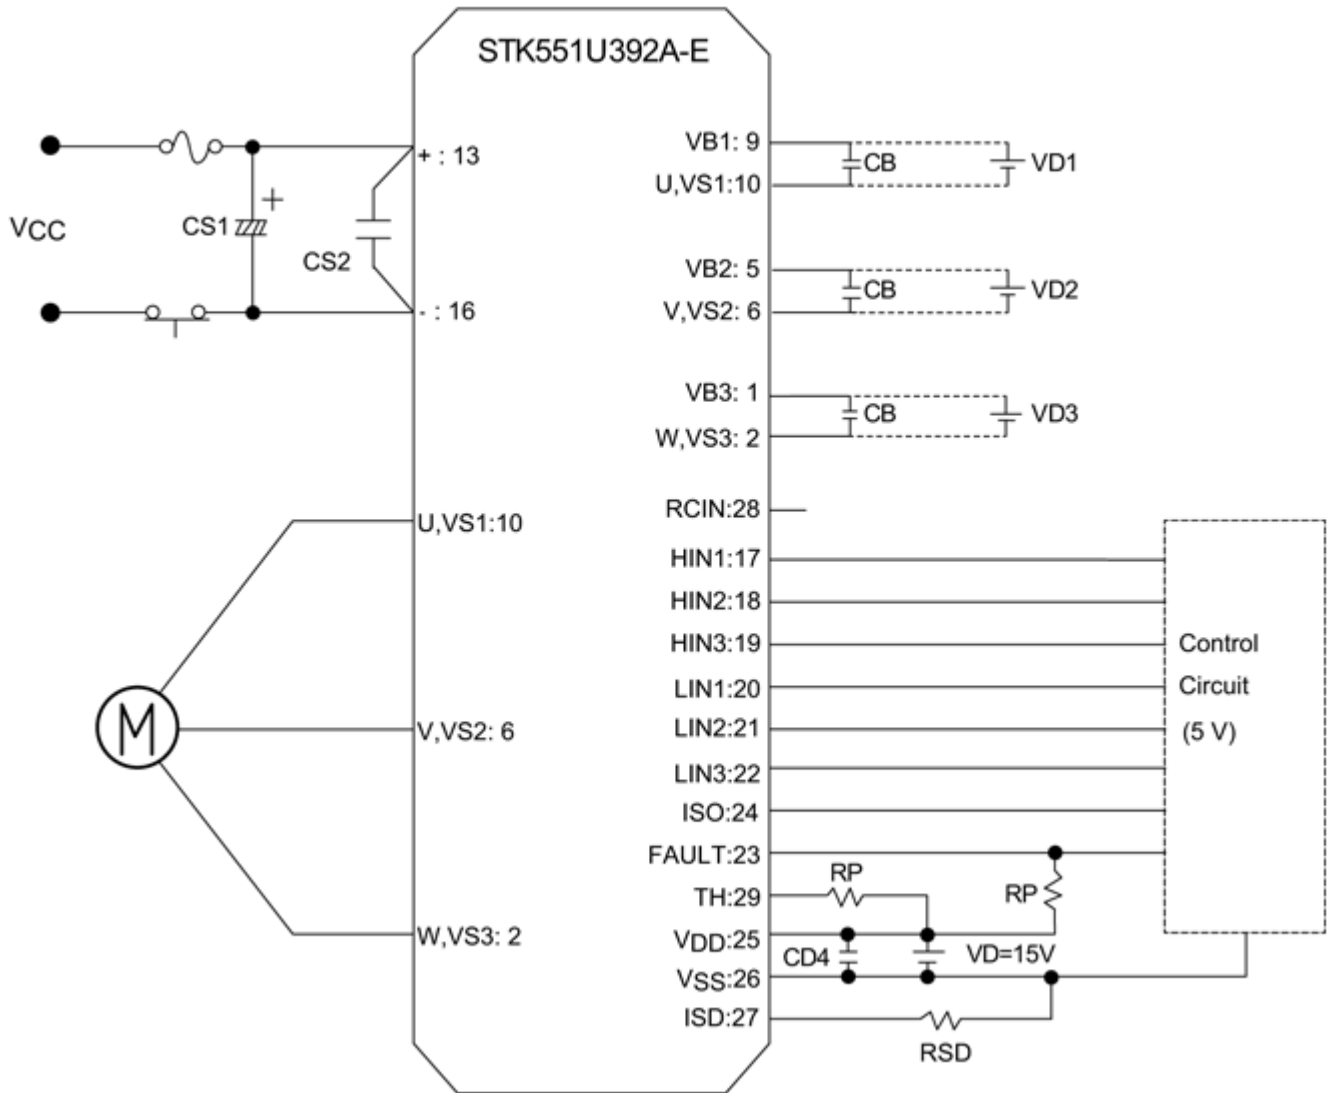 STK551U392A-E
+ : 13
VCC
CS1
+
CS2
- : 16
U,VS1:10
M
V,VS2: 6
W,VS3: 2
VB1: 9
CB
VD1
U,VS1:10
VB2: 5
CB
VD2
V,VS2: 6
VB3: 1
CB
VD3
W,VS3: 2
RCIN:28
HIN1:17
HIN2:18
HIN3:19
LIN1:20
LIN2:21
LIN3:22
ISO:24
FAULT:23
Control
Circuit
(5 V)
RP
TH:29
RP
VDD:25
CD4
VD=15V
VSS:26
ISD:27
RSD